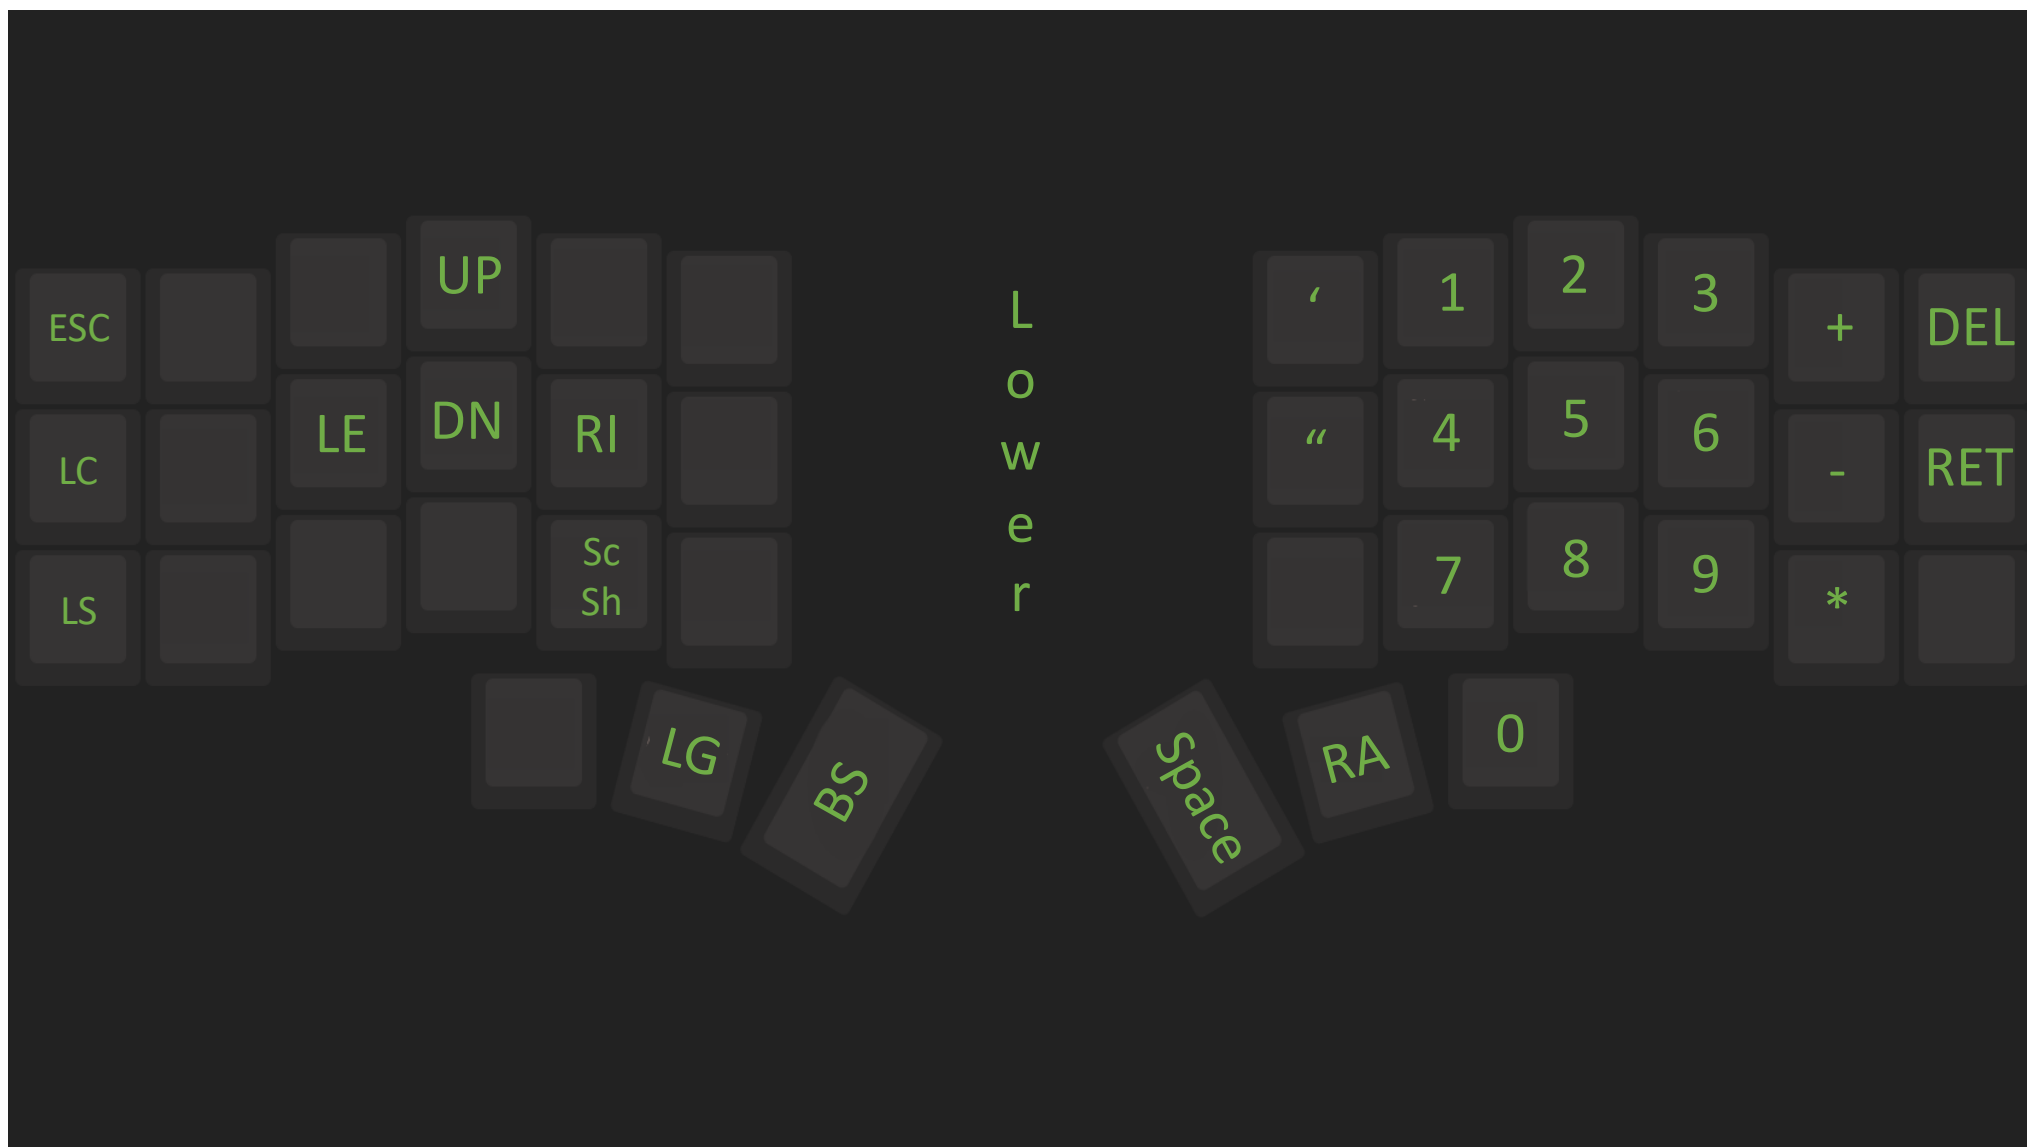 ESC
UP
LC
LE
DN
RI
LS
Sc
Sh
LG
BS
Lower
‘
1
2
3
+
DEL
“
4
5
6
-
RET
7
8
9
*
Space
RA
0